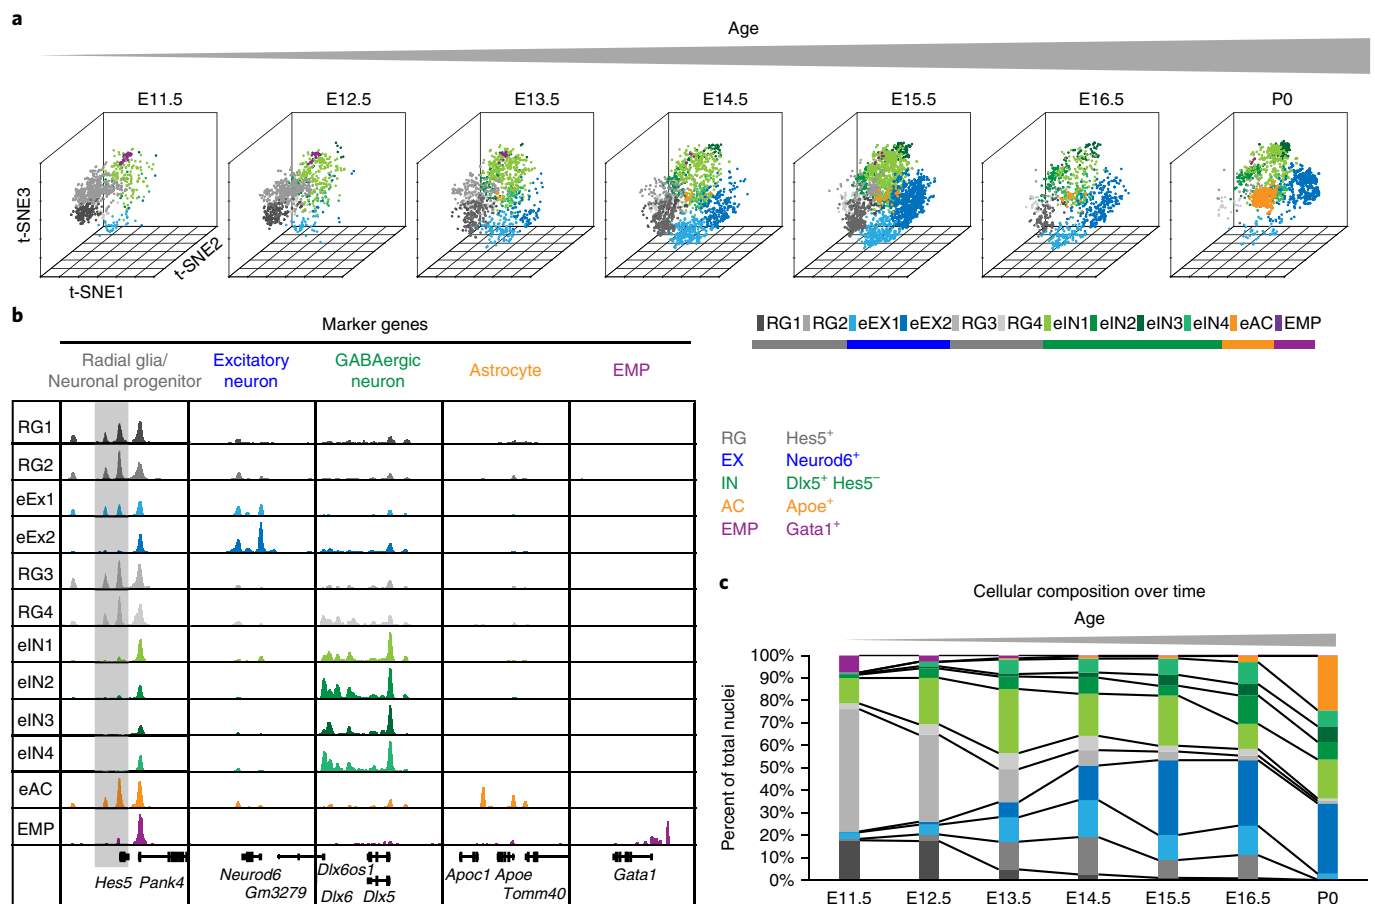 a
Age
E11.5 E12.5 E13.5 E14.5 E15.5 E16.5 P0
t-SNE3
t-SNE2
t-SNE1
RG1 RG2 eEX1 eEX2 RG3 RG4 eIN1 eIN2 eIN3 eIN4 eAC EMP
b
Marker genes
Radial glia/
Neuronal progenitor
Excitatory
neuron
GABAergic
neuron
Astrocyte
EMP
RG1
RG2
eEx1
eEx2
RG3
RG4
eIN1
eIN2
eIN3
eIN4
eAC
EMP
Hes5 Pank4
Neurod6
Gm3279
Dlx6os1
Dlx6 Dlx5
Apoc1 Apoe
Tomm40
Gata1
RG Hes5+
EX Neurod6+
IN Dlx5+ Hes5−
AC Apoe+
EMP Gata1+
c
Cellular composition over time
Age
Percent of total nuclei
100%
90%
80%
70%
60%
50%
40%
30%
20%
10%
0%
E11.5 E12.5 E13.5 E14.5 E15.5 E16.5 P0